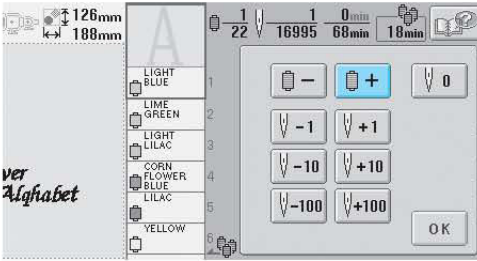 126mm
188mm
A
1
22
1
16995
0min
68min
18min
?
LIGHT
BLUE
1
LIME
GREEN
2
LIGHT
LILAC
3
CORN
FLOWER
BLUE
4
LILAC
5
YELLOW
6
ver
Alqhabet
−
+
0
−1
+1
−10
+10
−100
+100
OK